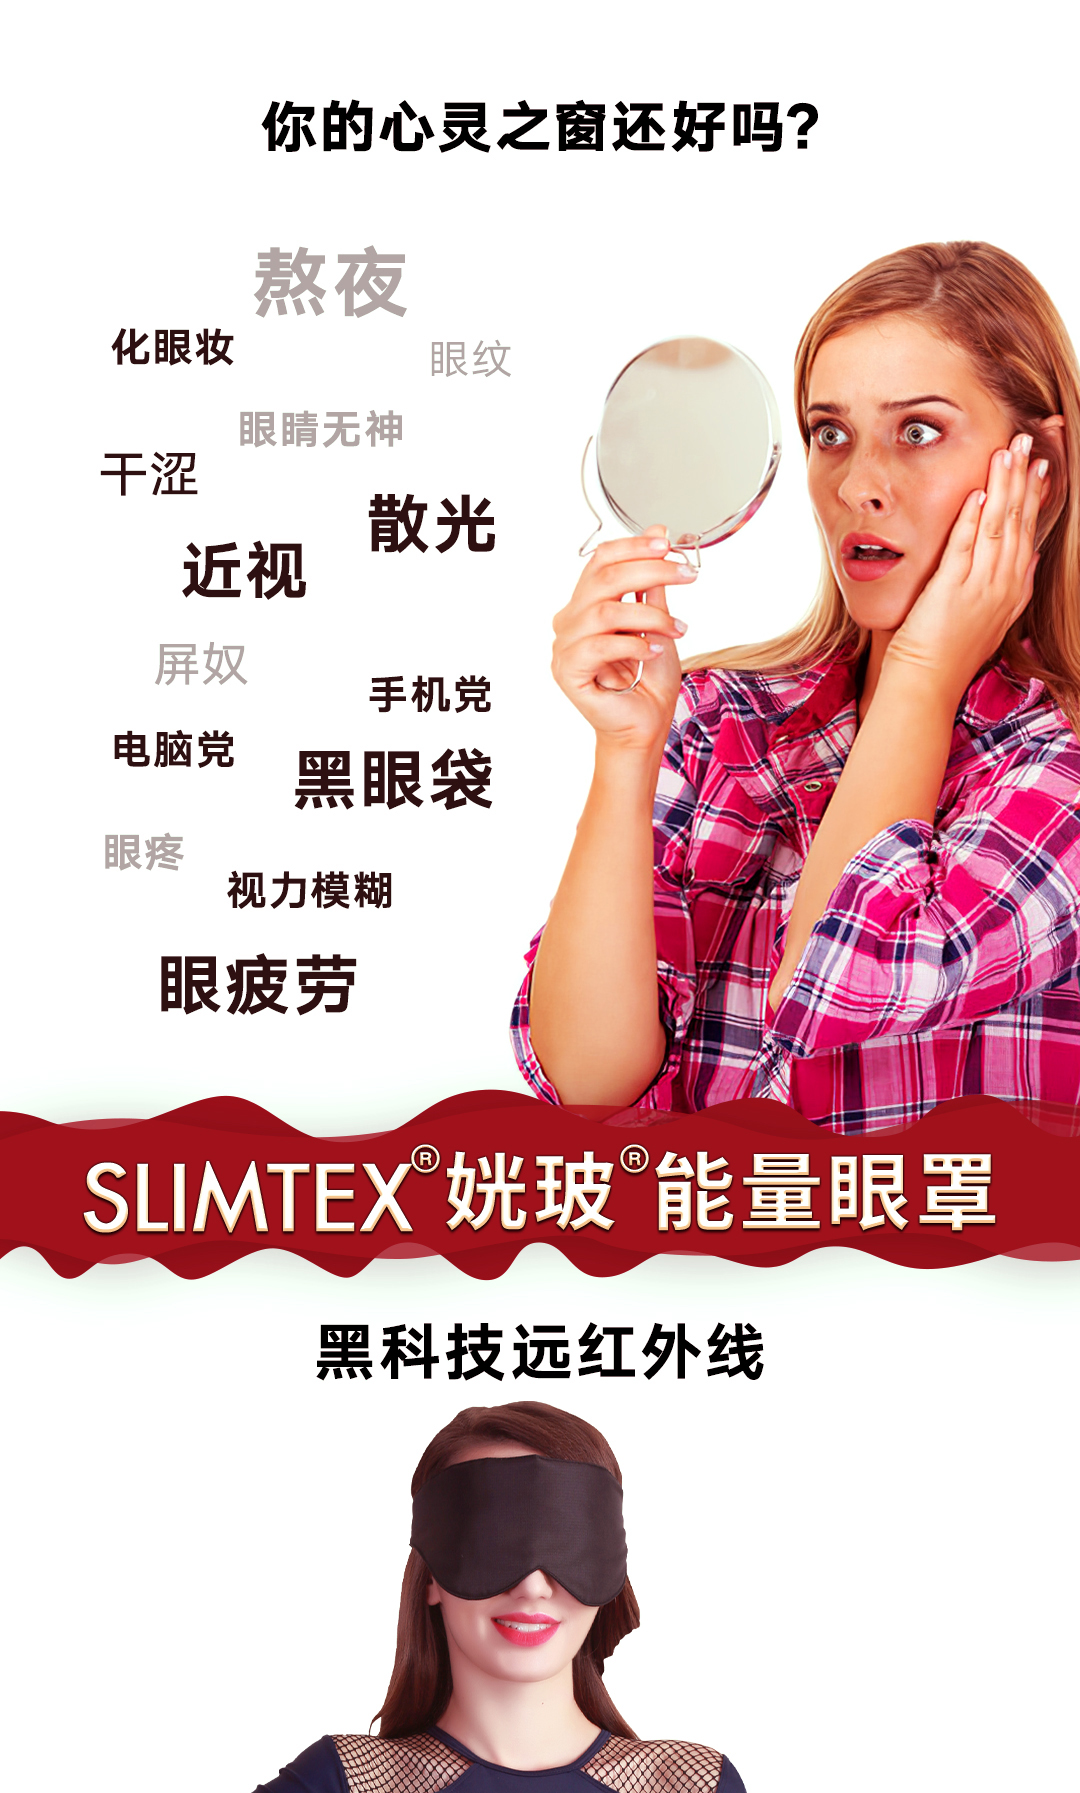 你的心灵之窗还好吗?
熬夜
化眼妆
眼纹
眼睛无神
干涩
散光
近视
屏奴
手机党
电脑党
黑眼袋
眼疼
视力模糊
眼疲劳
SLIMTEX®姯玻®能量眼罩
黑科技远红外线